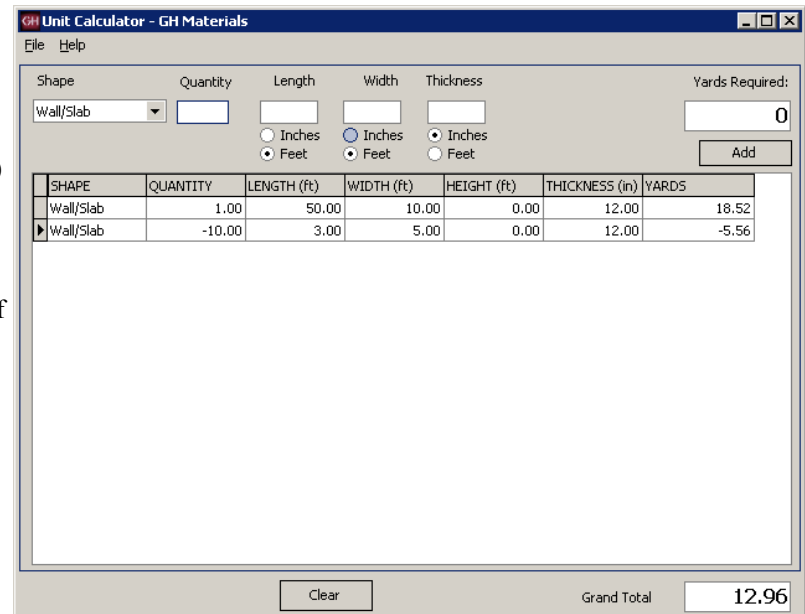 GH Unit Calculator - GH Materials
File Help
Shape Quantity Length Width Thickness Yards Required:
Wall/Slab 0
Inches Inches Inches
Feet Feet Feet
Add
SHAPE QUANTITY LENGTH (ft) WIDTH (ft) HEIGHT (ft) THICKNESS (in) YARDS
Wall/Slab 1.00 50.00 10.00 0.00 12.00 18.52
Wall/Slab -10.00 3.00 5.00 0.00 12.00 -5.56
)
f
Clear Grand Total 12.96